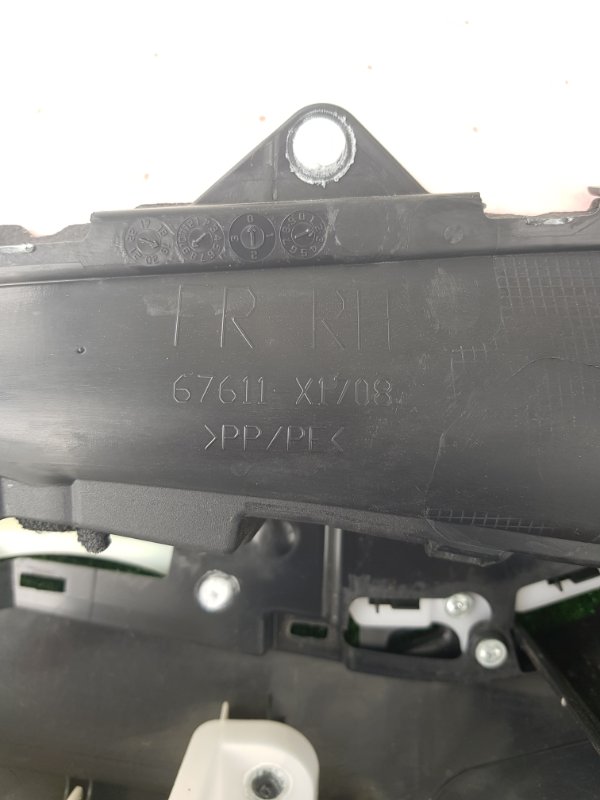 FR RH
67611 X1708
>PP/PE<